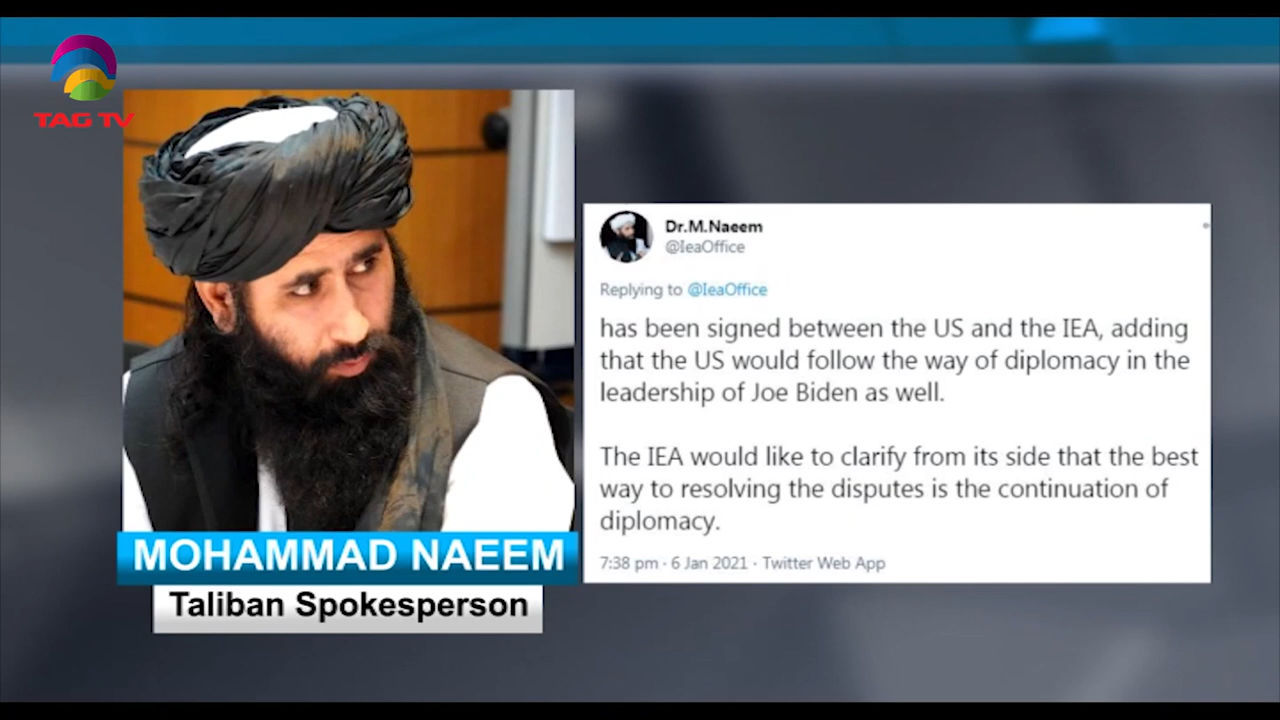 TAG TV
Dr.M.Naeem
@IeaOffice
Replying to @IeaOffice
has been signed between the US and the IEA, adding
that the US would follow the way of diplomacy in the
leadership of Joe Biden as well.
The IEA would like to clarify from its side that the best
way to resolving the disputes is the continuation of
diplomacy.
7:38 pm · 6 Jan 2021 · Twitter Web App
MOHAMMAD NAEEM
Taliban Spokesperson